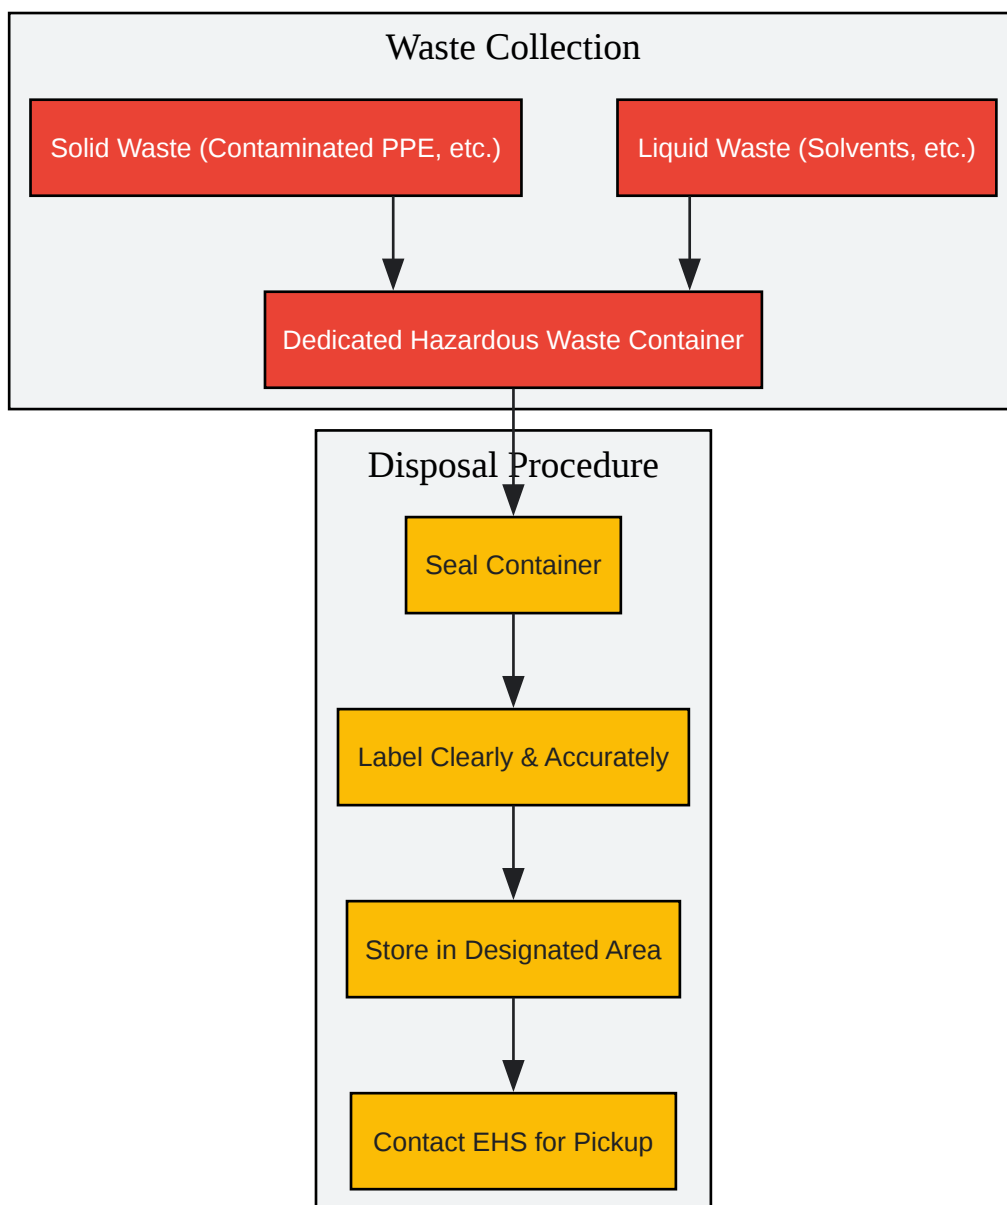 Waste Collection
Solid Waste (Contaminated PPE, etc.)
Liquid Waste (Solvents, etc.)
Dedicated Hazardous Waste Container
Disposal Procedure
Seal Container
Label Clearly & Accurately
Store in Designated Area
Contact EHS for Pickup